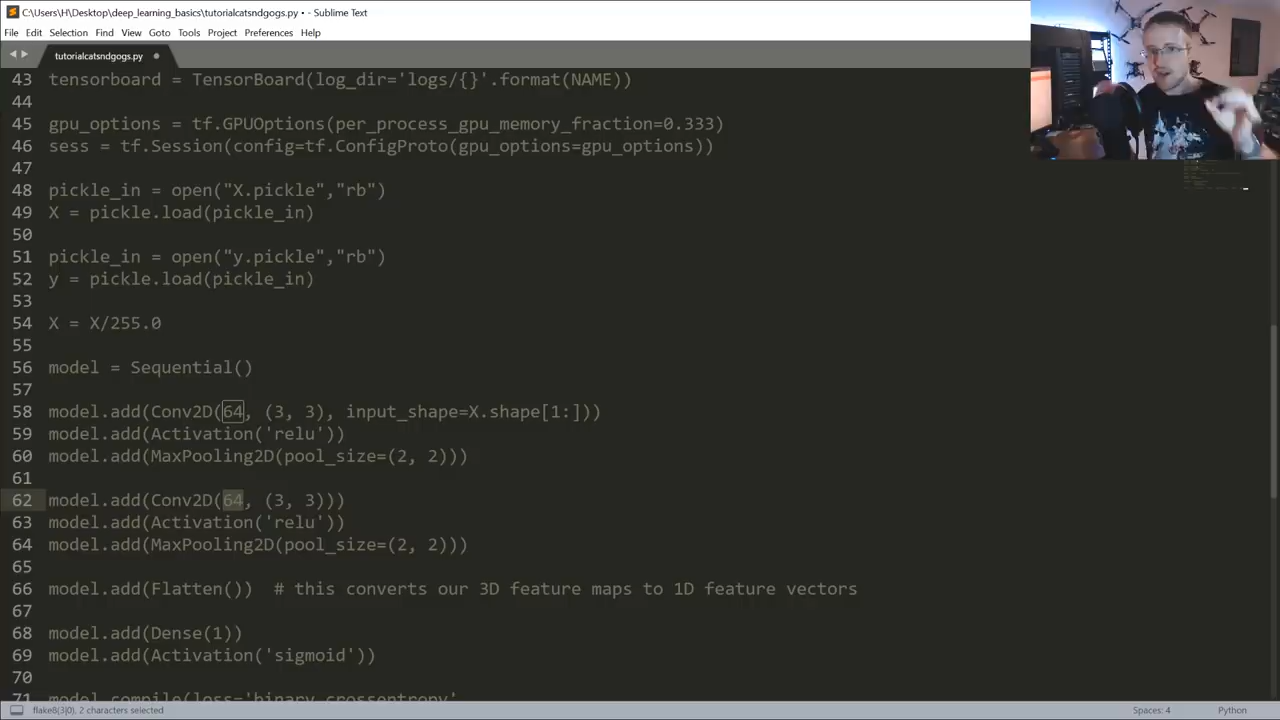 C:\Users\H\Desktop\deep_learning_basics\tutorialcatsndgogs.py • - Sublime Text
File Edit Selection Find View Goto Tools Project Preferences Help
tutorialcatsndgogs.py
43 tensorboard = TensorBoard(log_dir='logs/{}'.format(NAME))
44
45 gpu_options = tf.GPUOptions(per_process_gpu_memory_fraction=0.333)
46 sess = tf.Session(config=tf.ConfigProto(gpu_options=gpu_options))
47
48 pickle_in = open("X.pickle","rb")
49 X = pickle.load(pickle_in)
50
51 pickle_in = open("y.pickle","rb")
52 y = pickle.load(pickle_in)
53
54 X = X/255.0
55
56 model = Sequential()
57
58 model.add(Conv2D(64, (3, 3), input_shape=X.shape[1:]))
59 model.add(Activation('relu'))
60 model.add(MaxPooling2D(pool_size=(2, 2)))
61
62 model.add(Conv2D(64, (3, 3)))
63 model.add(Activation('relu'))
64 model.add(MaxPooling2D(pool_size=(2, 2)))
65
66 model.add(Flatten())  # this converts our 3D feature maps to 1D feature vectors
67
68 model.add(Dense(1))
69 model.add(Activation('sigmoid'))
70
71 model.compile(loss='binary_crossentropy',
flake8(3|0), 2 characters selected Spaces: 4 Python